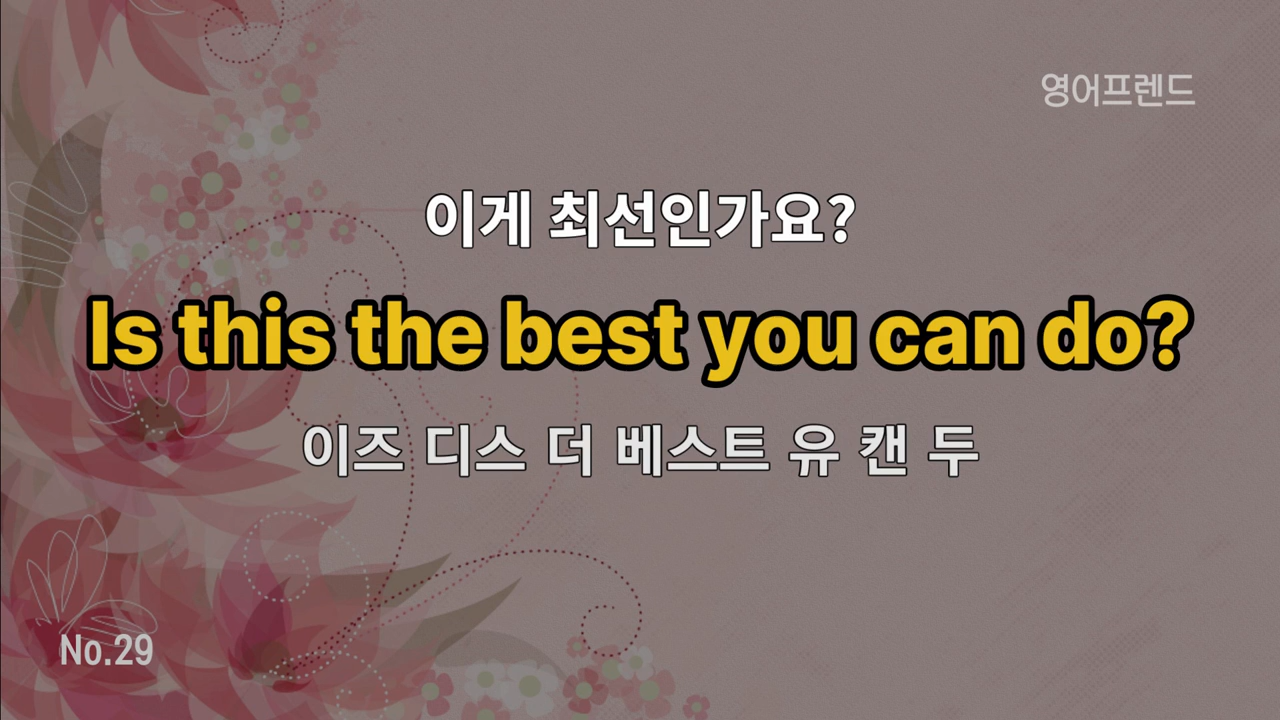 영어프렌드
이게 최선인가요?
Is this the best you can do?
이즈 디스 더 베스트 유 캔 두
No.29